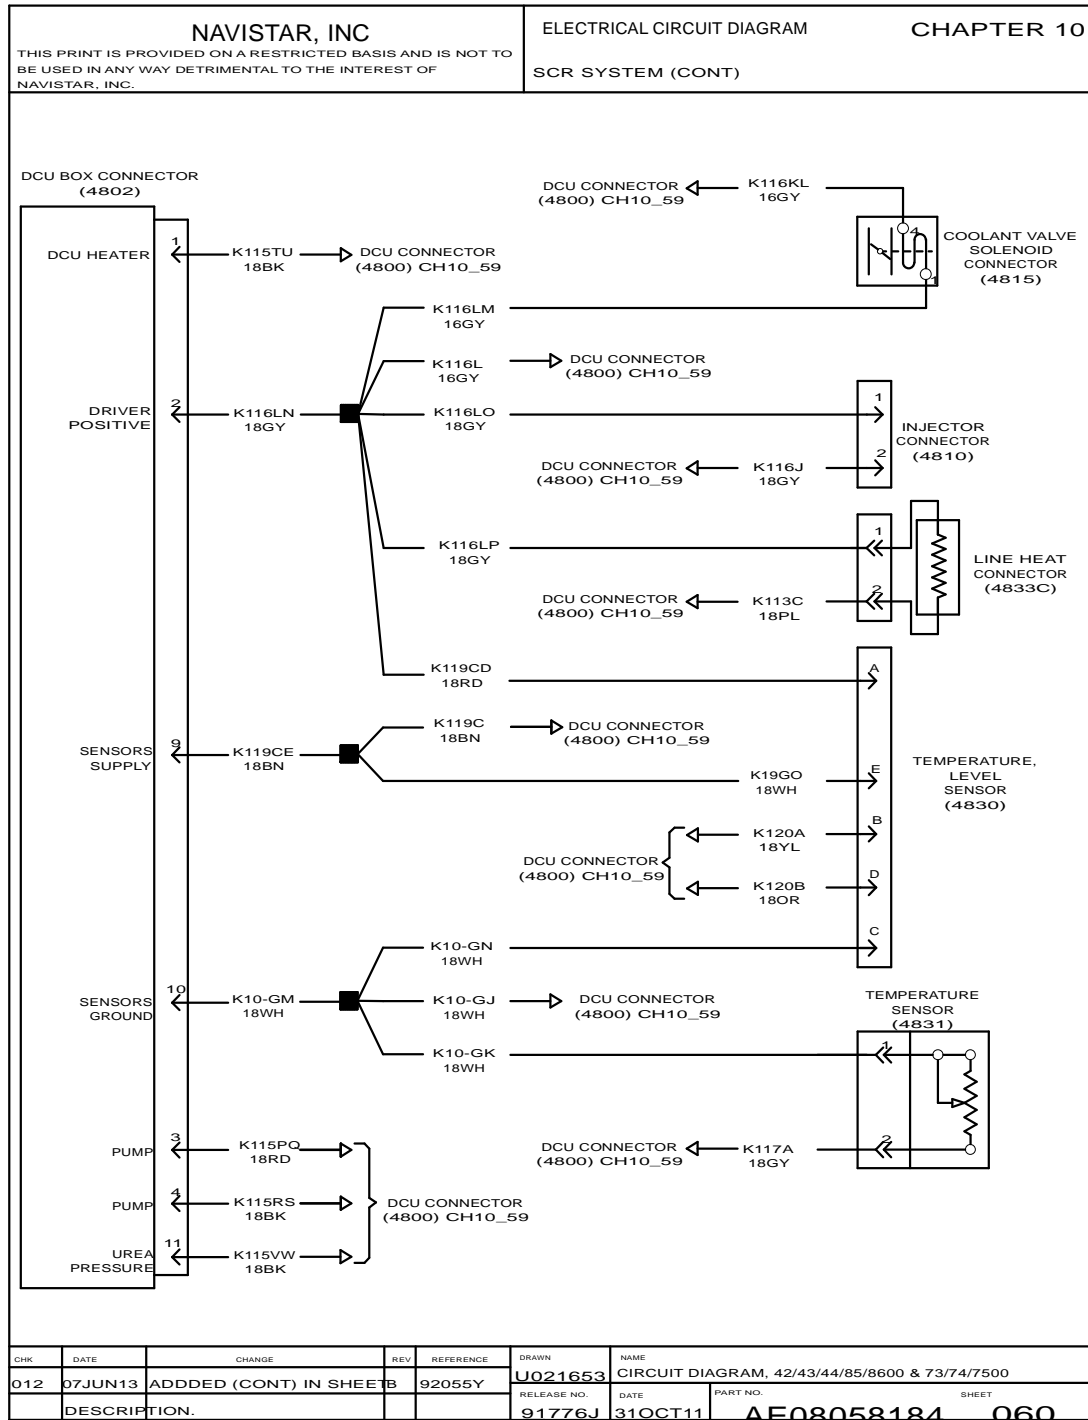 NAVISTAR, INC
THIS PRINT IS PROVIDED ON A RESTRICTED BASIS AND IS NOT TO
BE USED IN ANY WAY DETRIMENTAL TO THE INTEREST OF
NAVISTAR, INC.
ELECTRICAL CIRCUIT DIAGRAM
CHAPTER 10
SCR SYSTEM (CONT)
DCU BOX CONNECTOR
(4802)
DCU HEATER
1
K115TU
18BK
DCU CONNECTOR
(4800) CH10_59
DCU CONNECTOR
(4800) CH10_59
K116KL
16GY
4
1
COOLANT VALVE
SOLENOID
CONNECTOR
(4815)
K116LM
16GY
K116L
16GY
DCU CONNECTOR
(4800) CH10_59
DRIVER
POSITIVE
2
K116LN
18GY
K116LO
18GY
1
INJECTOR
CONNECTOR
(4810)
DCU CONNECTOR
(4800) CH10_59
K116J
18GY
2
K116LP
18GY
1
LINE HEAT
CONNECTOR
(4833C)
DCU CONNECTOR
(4800) CH10_59
K113C
18PL
2
K119CD
18RD
A
SENSORS
SUPPLY
9
K119CE
18BN
K119C
18BN
DCU CONNECTOR
(4800) CH10_59
K19GO
18WH
E
TEMPERATURE,
LEVEL
SENSOR
(4830)
DCU CONNECTOR
(4800) CH10_59
K120A
18YL
B
K120B
18OR
D
K10-GN
18WH
C
SENSORS
GROUND
10
K10-GM
18WH
K10-GJ
18WH
DCU CONNECTOR
(4800) CH10_59
TEMPERATURE
SENSOR
(4831)
K10-GK
18WH
1
DCU CONNECTOR
(4800) CH10_59
K117A
18GY
2
PUMP
3
K115PQ
18RD
PUMP
4
K115RS
18BK
DCU CONNECTOR
(4800) CH10_59
UREA
PRESSURE
11
K115VW
18BK
CHK DATE CHANGE REV REFERENCE
012 07JUN13 ADDDED (CONT) IN SHEET B 92055Y
DESCRIPTION.
DRAWN
U021653
NAME
CIRCUIT DIAGRAM, 42/43/44/85/8600 & 73/74/7500
RELEASE NO.
91776J
DATE
31OCT11
PART NO.
AE08058184
SHEET
060